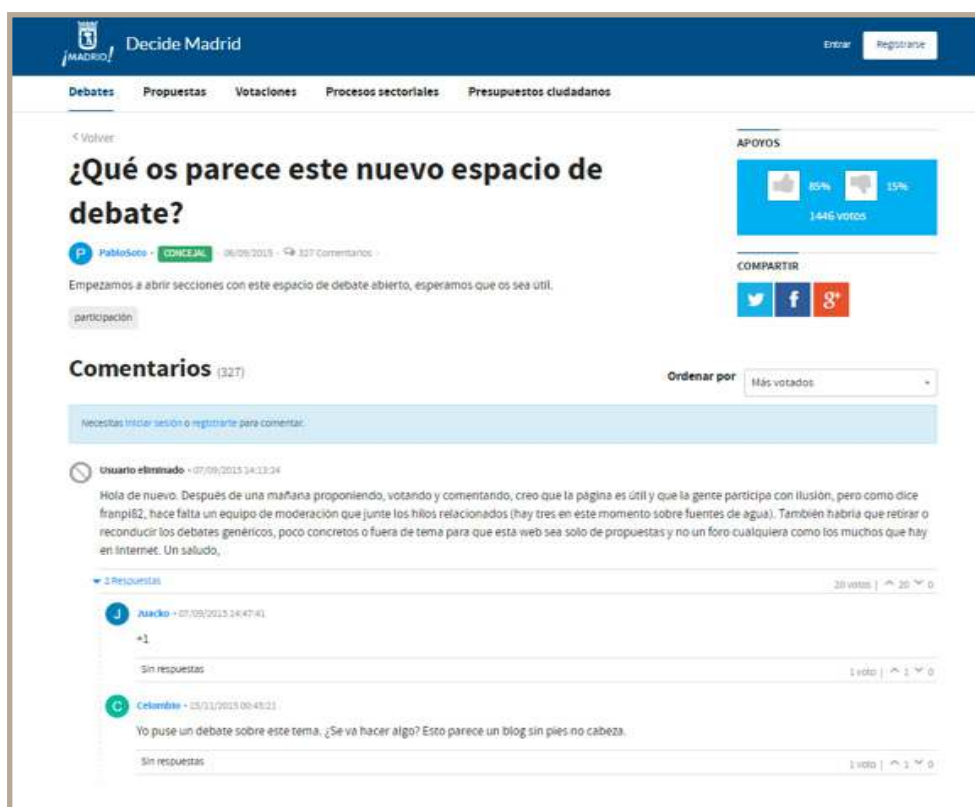 ¡MADRID!
Decide Madrid
Entrar
Registrarse
Debates Propuestas Votaciones Procesos sectoriales Presupuestos ciudadanos
< Volver
¿Qué os parece este nuevo espacio de
debate?
P PabloSoto • CONCEJAL • 06/09/2015 • 327 Comentarios •
Empezamos a abrir secciones con este espacio de debate abierto, esperamos que os sea útil.
participación
APOYOS
85% 15%
1446 votos
COMPARTIR
f g+
Comentarios (327)
Ordenar por Más votados
Necesitas iniciar sesión o registrarte para comentar.
Usuario eliminado • 07/09/2015 14:13:24
Hola de nuevo. Después de una mañana proponiendo, votando y comentando, creo que la página es útil y que la gente participa con ilusión, pero como dice
franpi82, hace falta un equipo de moderación que junte los hilos relacionados (hay tres en este momento sobre fuentes de agua). También habría que retirar o
reconducir los debates genéricos, poco concretos o fuera de tema para que esta web sea solo de propuestas y no un foro cualquiera como los muchos que hay
en Internet. Un saludo,
Respuestas
20 votos | 20 0
J Juacko • 07/09/2015 14:47:41
+1
Sin respuestas
1 voto | 1 0
C Celombio • 15/11/2015 00:45:21
Yo puse un debate sobre este tema. ¿Se va hacer algo? Esto parece un blog sin pies no cabeza.
Sin respuestas
1 voto | 1 0